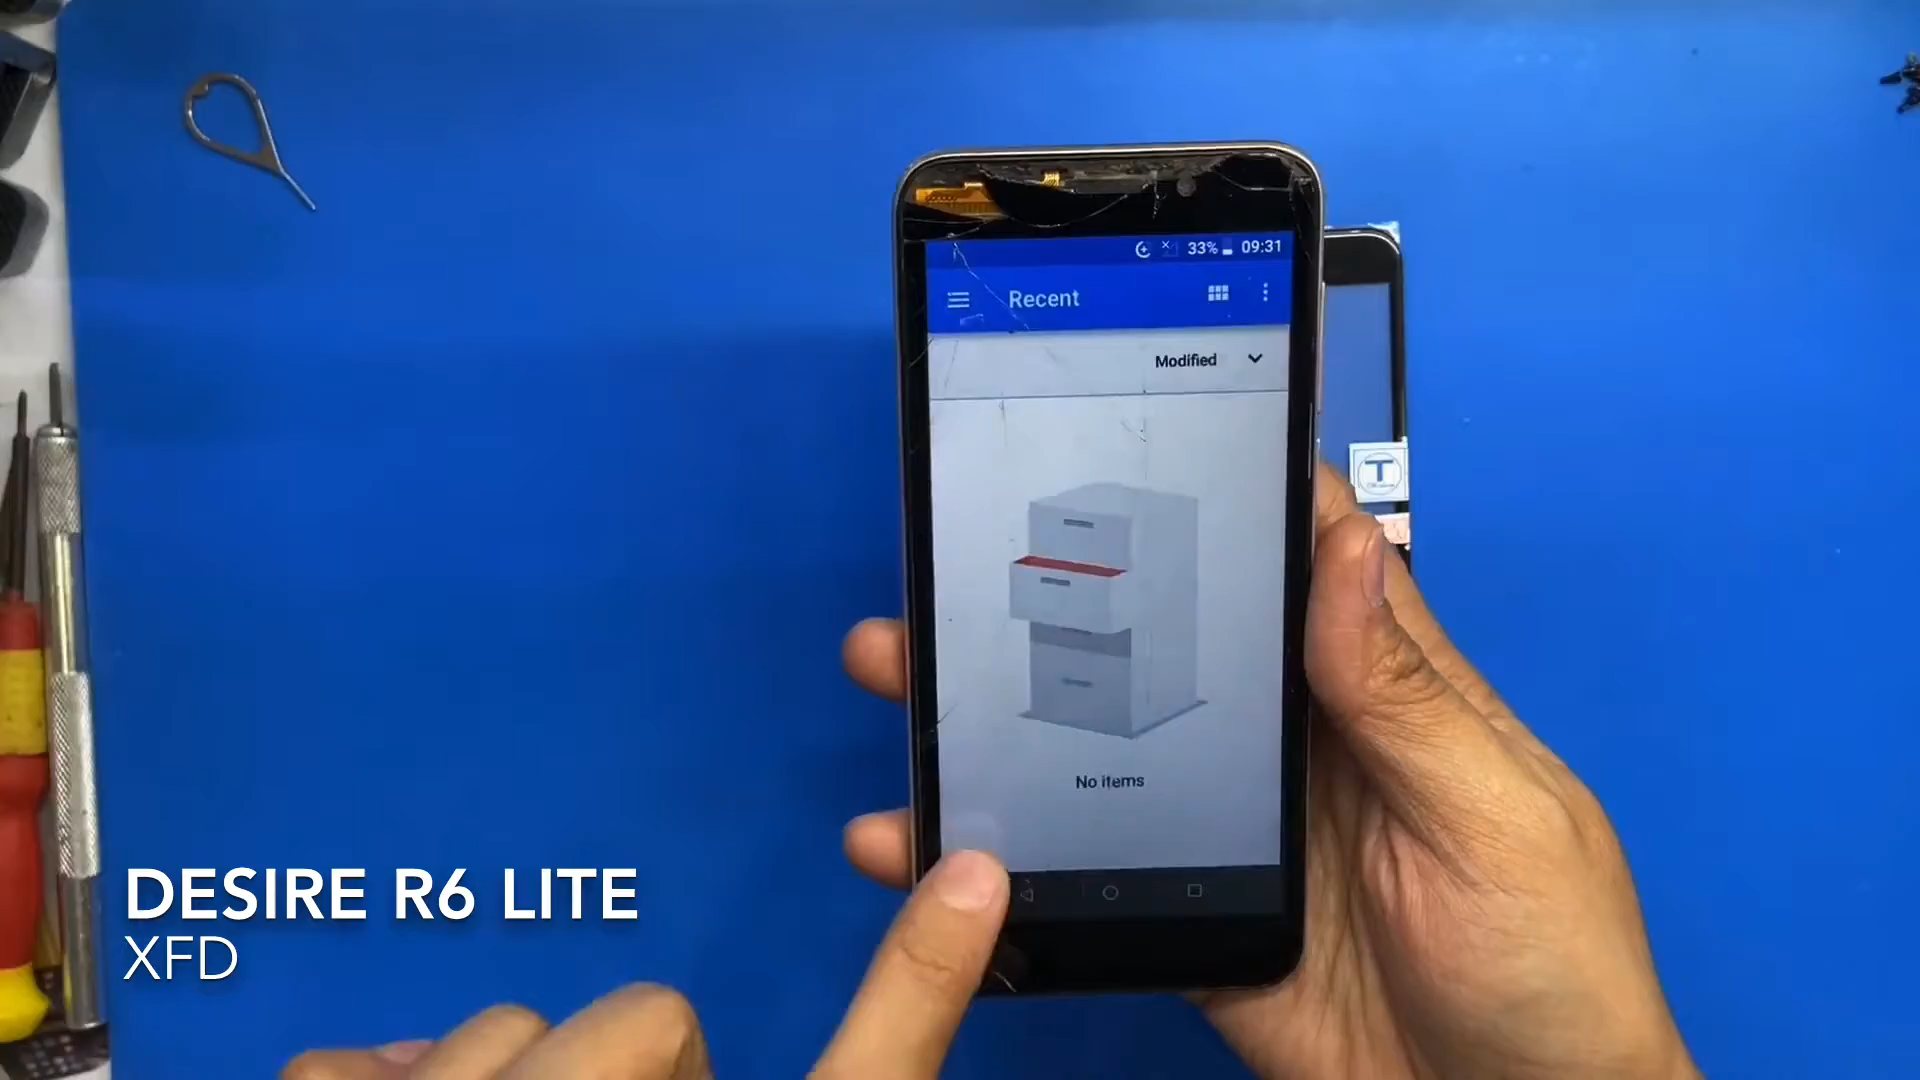 33% 09:31
Recent
Modified
No items
T
DESIRE R6 LITE
XFD